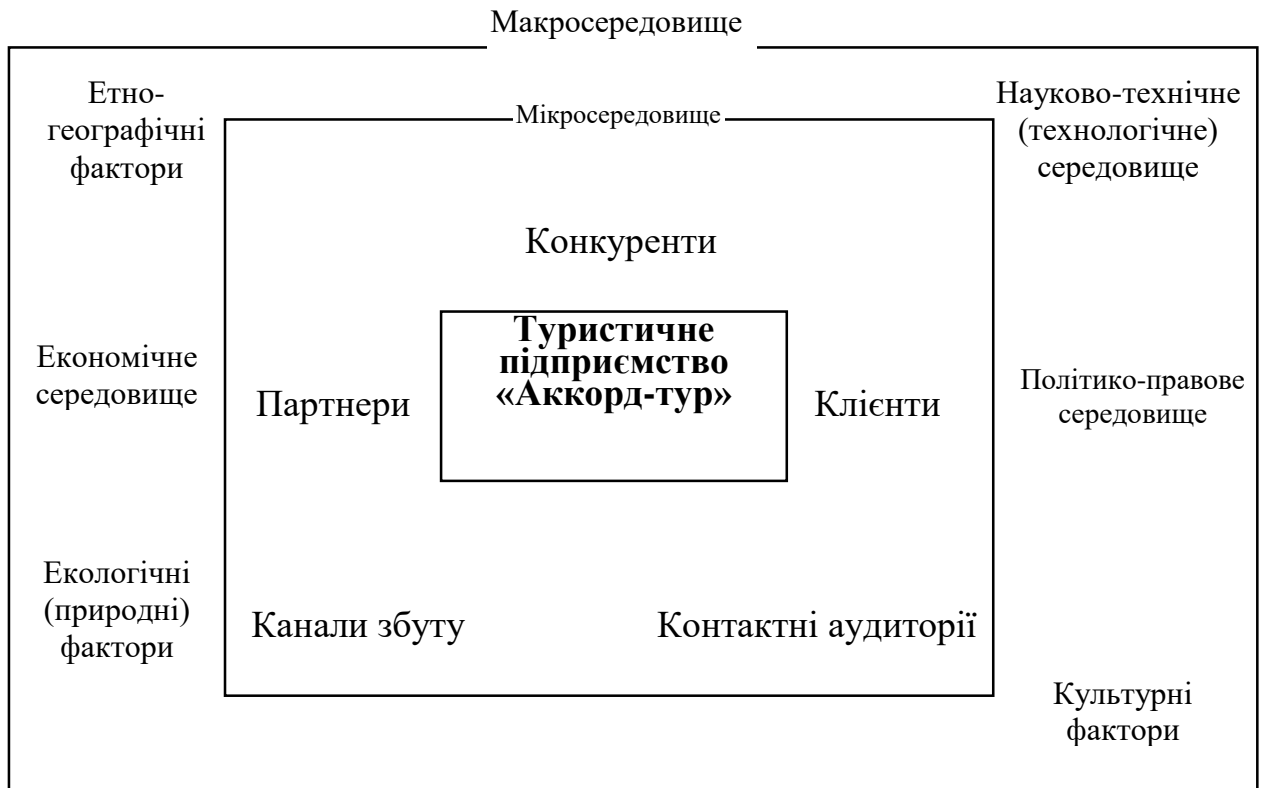 Макросередовище
Етно-
географічні
фактори
Мікросередовище
Науково-технічне
(технологічне)
середовище
Конкуренти
Економічне
середовище
Партнери
Туристичне
підприємство
«Аккорд-тур»
Клієнти
Політико-правове
середовище
Екологічні
(природні)
фактори
Канали збуту
Контактні аудиторії
Культурні
фактори